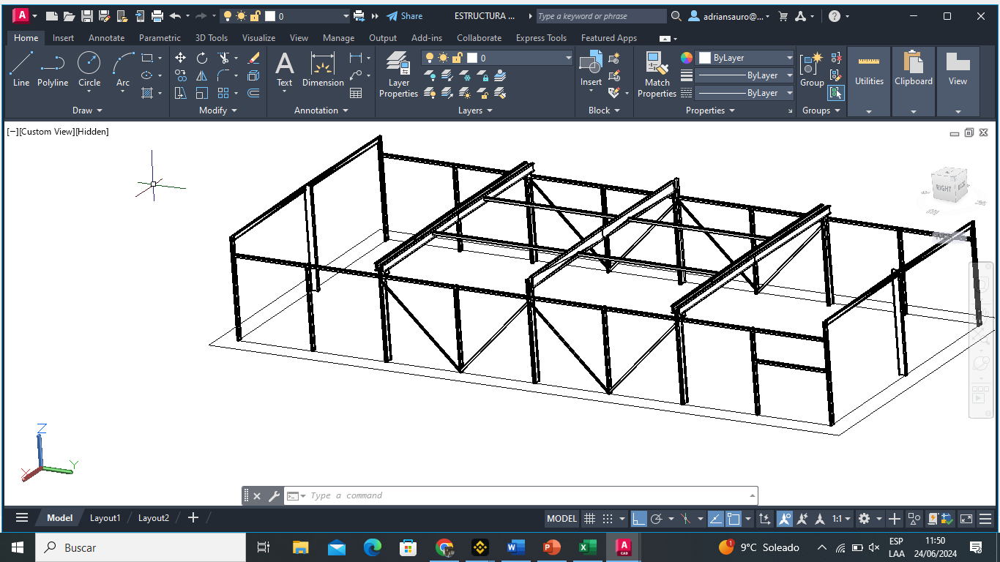 A 0 Share ESTRUCTURA ... Type a keyword or phrase adriansauro@...
Home Insert Annotate Parametric 3D Tools Visualize View Manage Output Add-ins Collaborate Express Tools Featured Apps
0 ByLayer
ByLayer
Line Polyline Circle Arc Text Dimension Layer Properties Insert Match Properties Group Utilities Clipboard View
ByLayer
Draw Modify Annotation Layers Block Properties Groups
[−][Custom View][Hidden]
RIGHT
Z
Y
X
Type a command
Model Layout1 Layout2 MODEL 1:1
Buscar 9°C Soleado ESP 11:50
LAA 24/06/2024